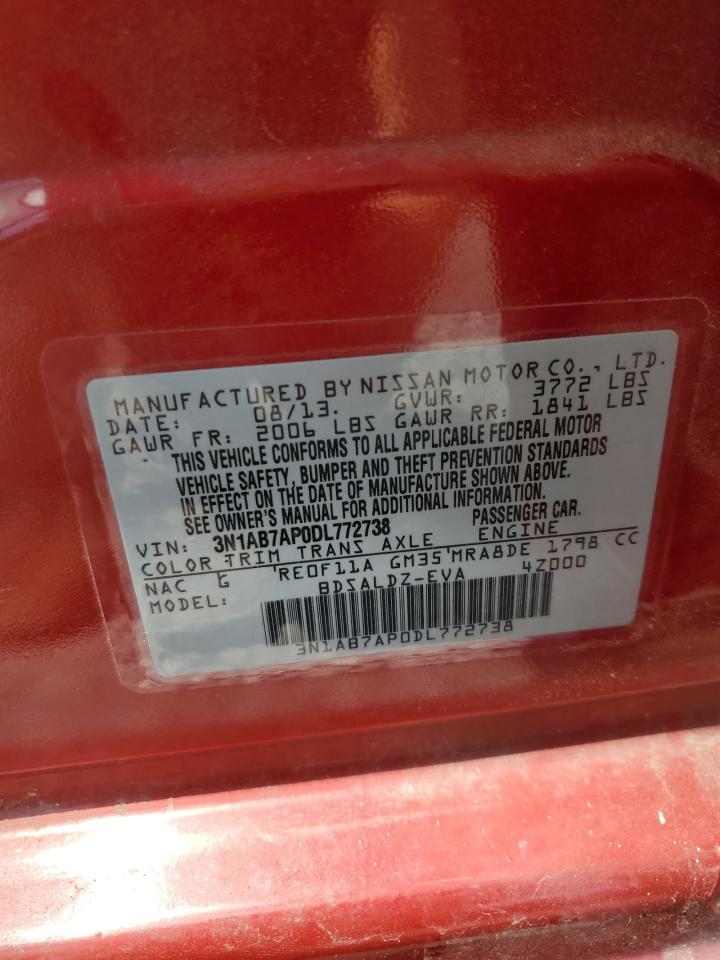 MANUFACTURED BY NISSAN MOTOR CO., LTD.
DATE: 08/13. GVWR: 3772 LBS
GAWR FR: 2006 LBS GAWR RR: 1841 LBS
THIS VEHICLE CONFORMS TO ALL APPLICABLE FEDERAL MOTOR
VEHICLE SAFETY, BUMPER AND THEFT PREVENTION STANDARDS
IN EFFECT ON THE DATE OF MANUFACTURE SHOWN ABOVE.
SEE OWNER'S MANUAL FOR ADDITIONAL INFORMATION.
VIN: 3N1AB7AP0DL772738 PASSENGER CAR.
COLOR TRIM TRANS AXLE ENGINE
NAC G RE0F11A GM35 MRA8DE 1798 CC
MODEL: BDSALDZ-EVA 4Z000
3N1AB7AP0DL772738